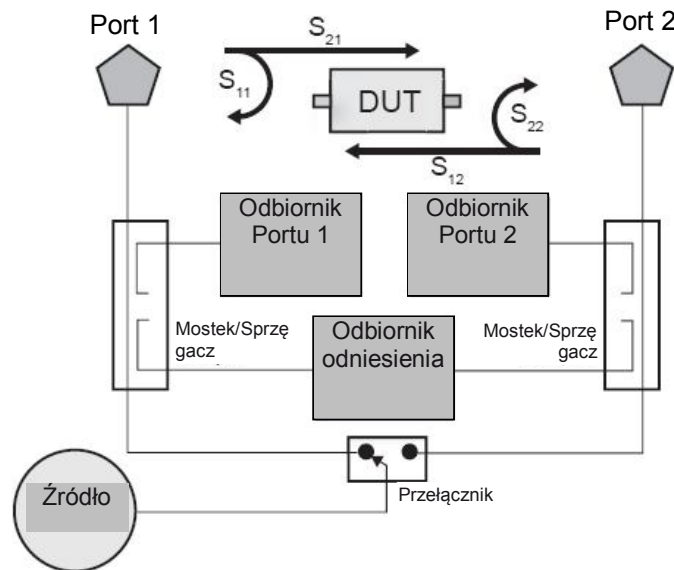 Port 1
Port 2
S21
S11
DUT
S22
S12
Odbiornik
Portu 1
Odbiornik
Portu 2
Mostek/Sprzę
gacz
Odbiornik
odniesienia
Mostek/Sprzę
gacz
Źródło
Przełącznik